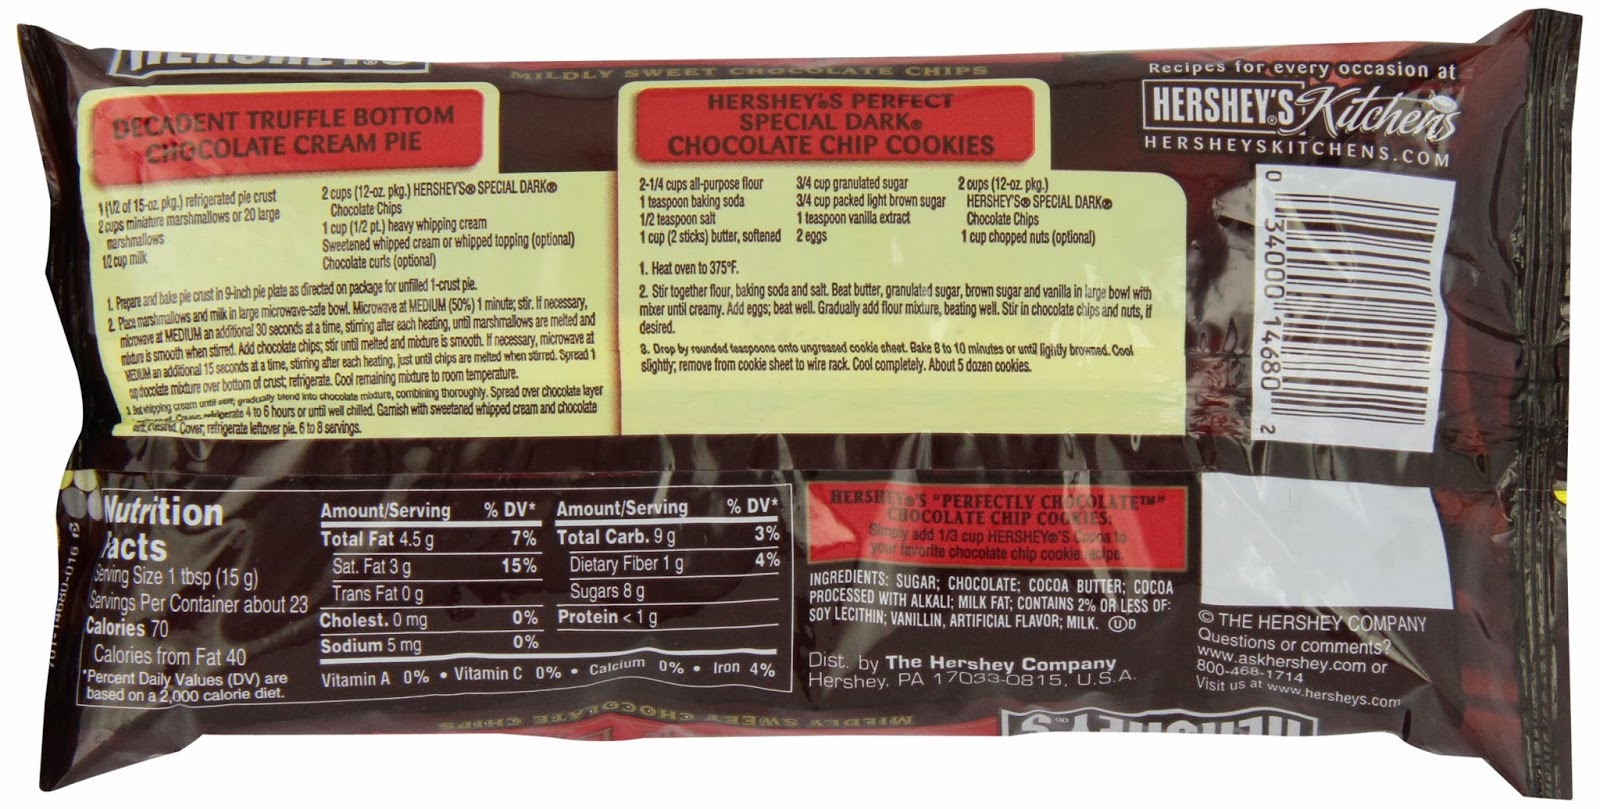 HERSHEY'S
MILDLY SWEET CHOCOLATE CHIPS
DECADENT TRUFFLE BOTTOM
CHOCOLATE CREAM PIE
1 (1/2 of 15-oz. pkg.) refrigerated pie crust
2 cups miniature marshmallows or 20 large
marshmallows
1/2 cup milk
2 cups (12-oz. pkg.) HERSHEY'S® SPECIAL DARK®
Chocolate Chips
1 cup (1/2 pt.) heavy whipping cream
Sweetened whipped cream or whipped topping (optional)
Chocolate curls (optional)
1. Prepare and bake pie crust in 9-inch pie plate as directed on package for unfilled 1-crust pie.
2. Place marshmallows and milk in large microwave-safe bowl. Microwave at MEDIUM (50%) 1 minute; stir. If necessary,
microwave at MEDIUM an additional 30 seconds at a time, stirring after each heating, until marshmallows are melted and
mixture is smooth when stirred. Add chocolate chips; stir until melted and mixture is smooth. If necessary, microwave at
MEDIUM an additional 15 seconds at a time, stirring after each heating, just until chips are melted when stirred. Spread 1
cup chocolate mixture over bottom of crust; refrigerate. Cool remaining mixture to room temperature.
3. Beat whipping cream until stiff; gradually blend into chocolate mixture, combining thoroughly. Spread over chocolate layer
Cover; refrigerate 4 to 6 hours or until well chilled. Garnish with sweetened whipped cream and chocolate
if desired. Cover; refrigerate leftover pie. 6 to 8 servings.
HERSHEY'S® PERFECT
SPECIAL DARK®
CHOCOLATE CHIP COOKIES
2-1/4 cups all-purpose flour
1 teaspoon baking soda
1/2 teaspoon salt
1 cup (2 sticks) butter, softened
3/4 cup granulated sugar
3/4 cup packed light brown sugar
1 teaspoon vanilla extract
2 eggs
2 cups (12-oz. pkg.)
HERSHEY'S® SPECIAL DARK®
Chocolate Chips
1 cup chopped nuts (optional)
1. Heat oven to 375°F.
2. Stir together flour, baking soda and salt. Beat butter, granulated sugar, brown sugar and vanilla in large bowl with
mixer until creamy. Add eggs; beat well. Gradually add flour mixture, beating well. Stir in chocolate chips and nuts, if
desired.
3. Drop by rounded teaspoons onto ungreased cookie sheet. Bake 8 to 10 minutes or until lightly browned. Cool
slightly; remove from cookie sheet to wire rack. Cool completely. About 5 dozen cookies.
Recipes for every occasion at
HERSHEY'S® Kitchens
HERSHEYSKITCHENS.COM
0 34000 14680 2
Nutrition
Facts
Serving Size 1 tbsp (15 g)
Servings Per Container about 23
Calories 70
Calories from Fat 40
*Percent Daily Values (DV) are
based on a 2,000 calorie diet.
Amount/Serving % DV*
Total Fat 4.5 g 7%
Sat. Fat 3 g 15%
Trans Fat 0 g
Cholest. 0 mg 0%
Sodium 5 mg 0%
Amount/Serving % DV*
Total Carb. 9 g 3%
Dietary Fiber 1 g 4%
Sugars 8 g
Protein < 1 g
Vitamin A 0% • Vitamin C 0% • Calcium 0% • Iron 4%
HERSHEY®'S "PERFECTLY CHOCOLATE™"
CHOCOLATE CHIP COOKIES:
Simply add 1/3 cup HERSHEY®'S Cocoa to
your favorite chocolate chip cookie recipe.
INGREDIENTS: SUGAR; CHOCOLATE; COCOA BUTTER; COCOA
PROCESSED WITH ALKALI; MILK FAT; CONTAINS 2% OR LESS OF:
SOY LECITHIN; VANILLIN, ARTIFICIAL FLAVOR; MILK. ⓊD
Dist. by The Hershey Company
Hershey, PA 17033-0815, U.S.A.
© THE HERSHEY COMPANY
Questions or comments?
www.askhershey.com or
800-468-1714
Visit us at www.hersheys.com
MILDLY SWEET CHOCOLATE CHIPS
HERSHEY'S